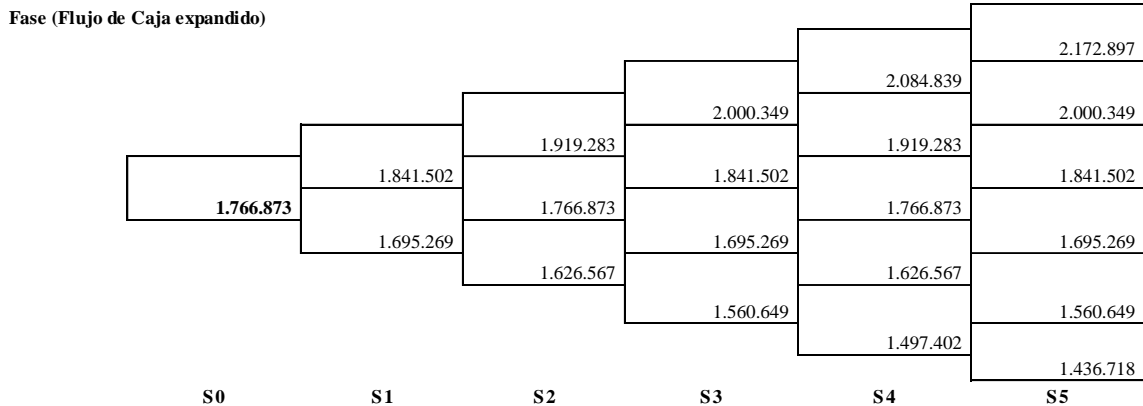 Fase (Flujo de Caja expandido)
2.172.897
2.084.839
2.000.349 2.000.349
1.919.283 1.919.283
1.841.502 1.841.502 1.841.502
1.766.873 1.766.873 1.766.873
1.695.269 1.695.269 1.695.269
1.626.567 1.626.567
1.560.649 1.560.649
1.497.402
1.436.718
S0 S1 S2 S3 S4 S5